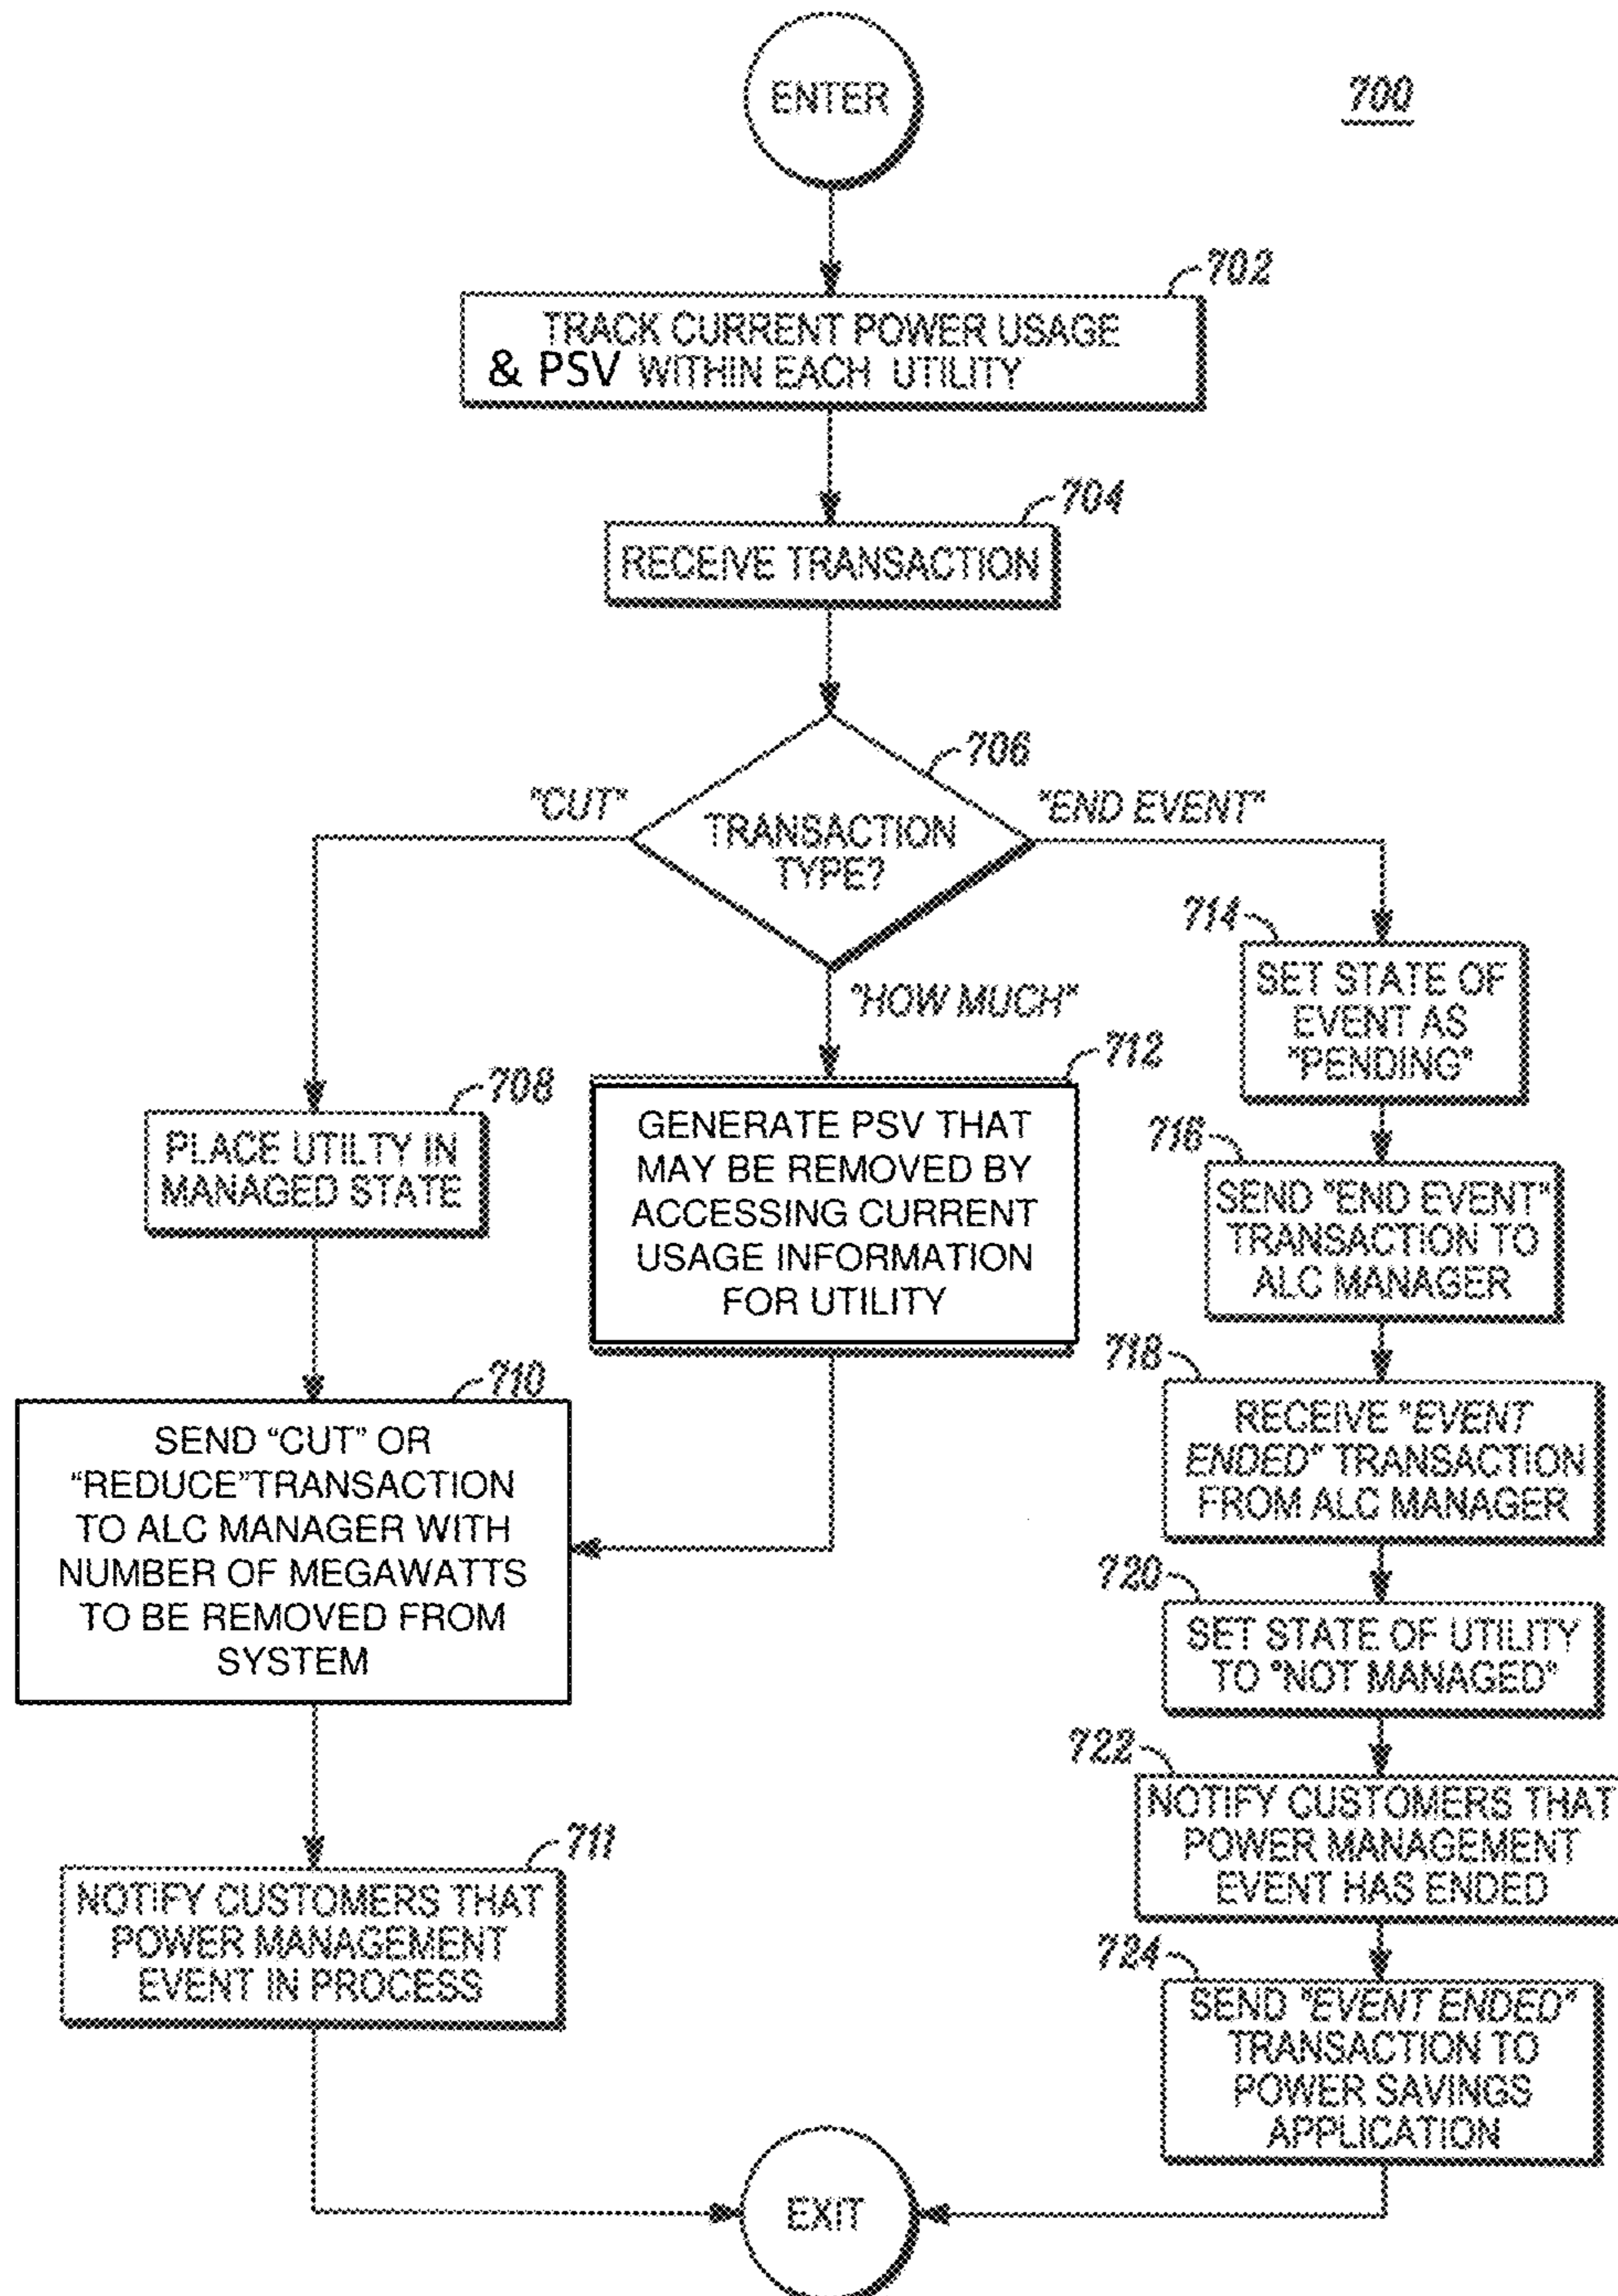 ENTER
700
702
TRACK CURRENT POWER USAGE
& PSV WITHIN EACH UTILITY
704
RECEIVE TRANSACTION
706
TRANSACTION
TYPE?
"CUT"
708
PLACE UTILTY IN
MANAGED STATE
"HOW MUCH"
712
GENERATE PSV THAT
MAY BE REMOVED BY
ACCESSING CURRENT
USAGE INFORMATION
FOR UTILITY
710
SEND “CUT” OR
“REDUCE”TRANSACTION
TO ALC MANAGER WITH
NUMBER OF MEGAWATTS
TO BE REMOVED FROM
SYSTEM
711
NOTIFY CUSTOMERS THAT
POWER MANAGEMENT
EVENT IN PROCESS
"END EVENT"
714
SET STATE OF
EVENT AS
"PENDING"
716
SEND "END EVENT"
TRANSACTION TO
ALC MANAGER
718
RECEIVE "EVENT
ENDED" TRANSACTION
FROM ALC MANAGER
720
SET STATE OF UTILITY
TO "NOT MANAGED"
722
NOTIFY CUSTOMERS THAT
POWER MANAGEMENT
EVENT HAS ENDED
724
SEND "EVENT ENDED"
TRANSACTION TO
POWER SAVINGS
APPLICATION
EXIT